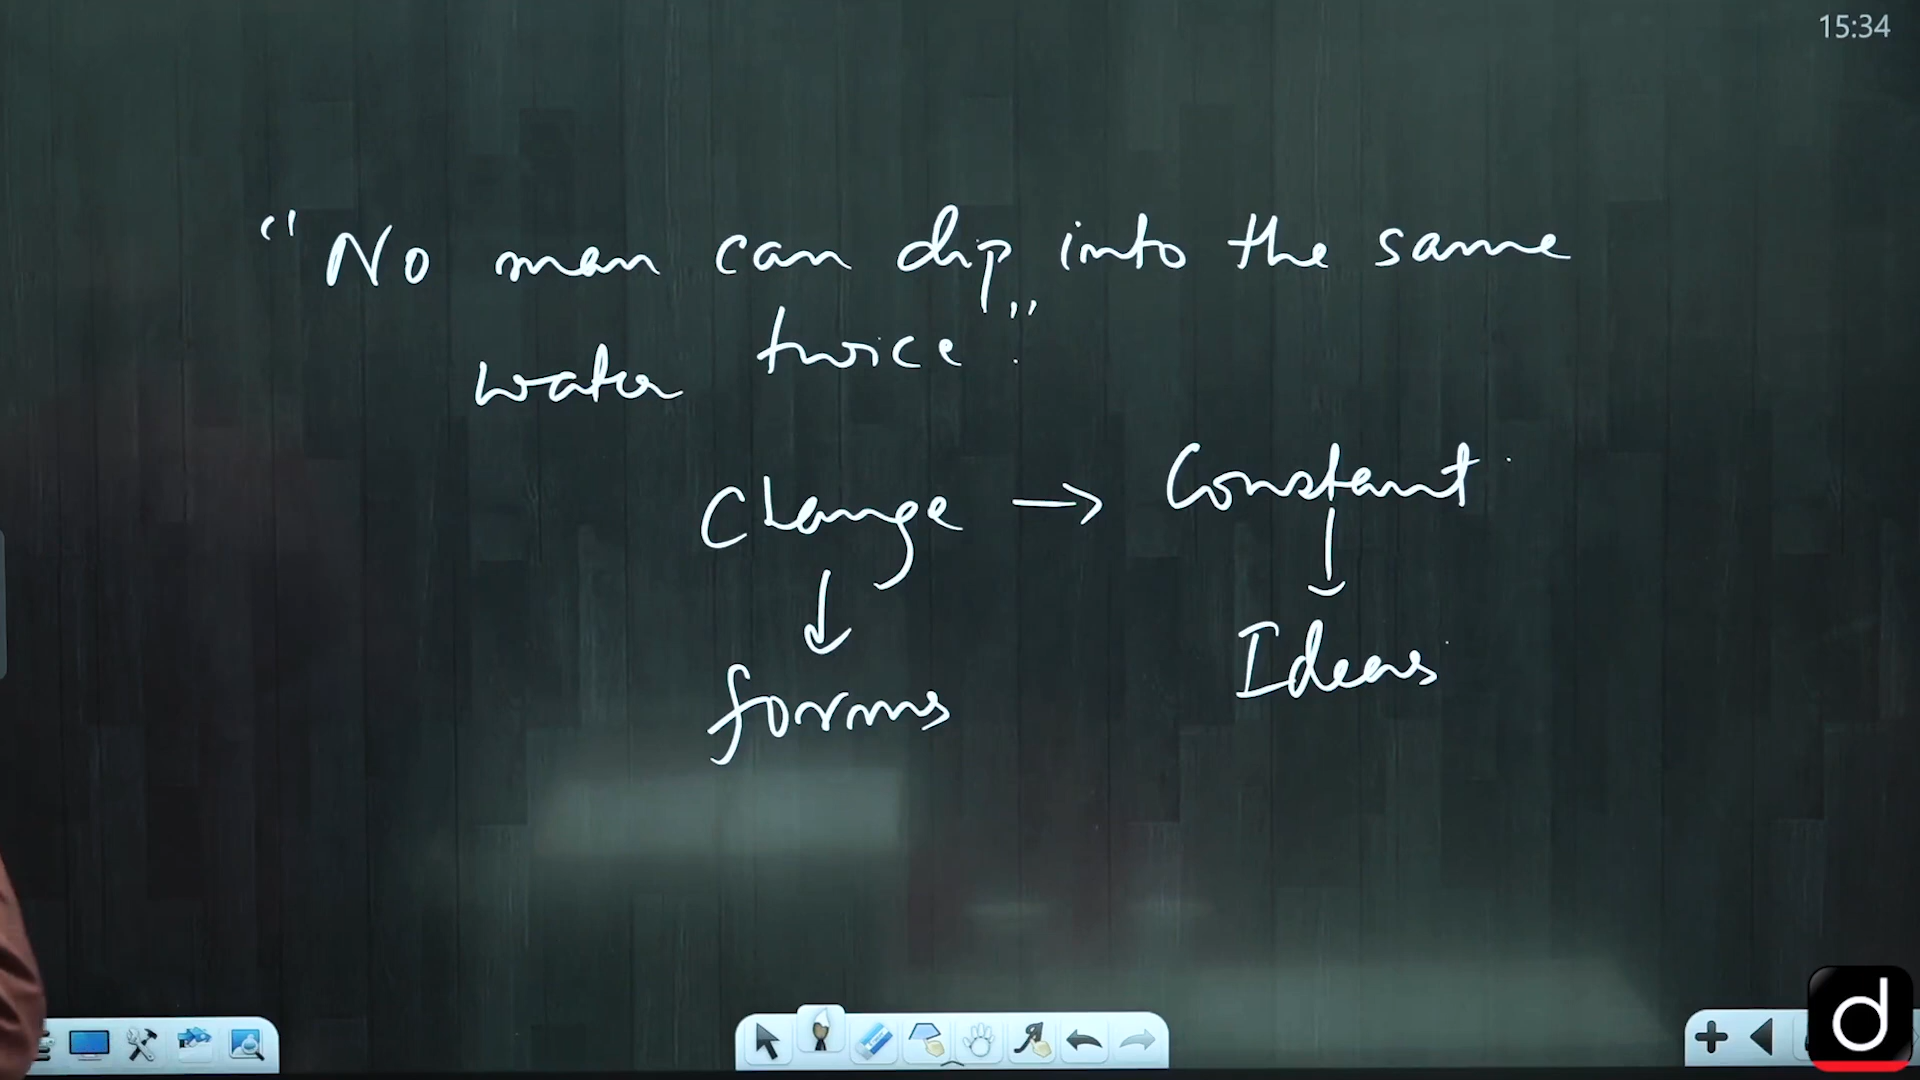 15:34
"No man can dip into the same
water twice."
Change → Constant
↓ ↓
forms Ideas
d